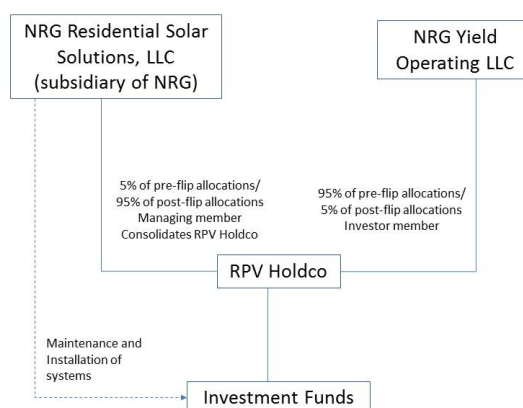 NRG Residential Solar
Solutions, LLC
(subsidiary of NRG)
NRG Yield
Operating LLC
5% of pre-flip allocations/
95% of post-flip allocations
Managing member
Consolidates RPV Holdco
95% of pre-flip allocations/
5% of post-flip allocations
Investor member
RPV Holdco
Maintenance and
Installation of
systems
Investment Funds